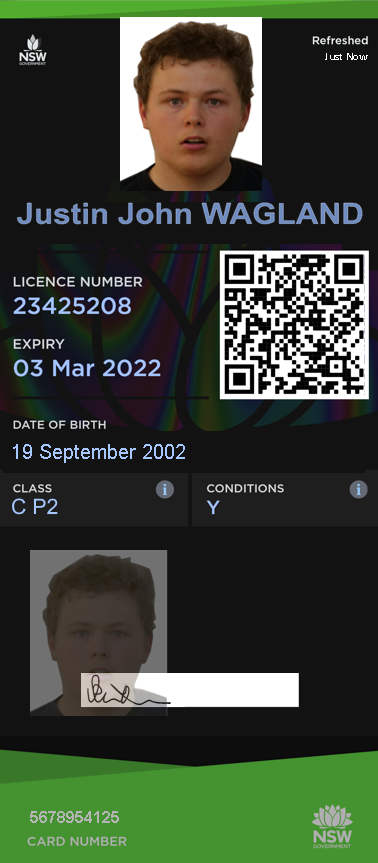 NSW
GOVERNMENT
Refreshed
Just Now
Justin John WAGLAND
LICENCE NUMBER
23425208
EXPIRY
03 Mar 2022
DATE OF BIRTH
19 September 2002
CLASS
C P2
CONDITIONS
Y
5678954125
CARD NUMBER
NSW
GOVERNMENT